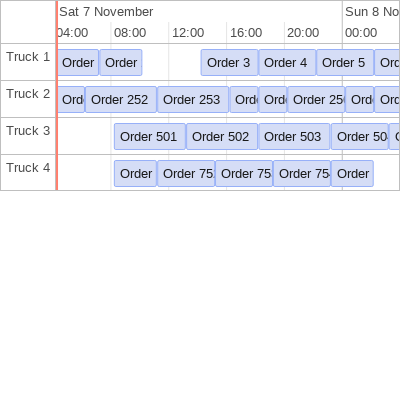 Sat 7 November Sun 8 No
04:00 08:00 12:00 16:00 20:00 00:00
Truck 1 Order Order Order 3 Order 4 Order 5 Ord
Truck 2 Ord Order 252 Order 253 Ord Ord Order 25 Ord Ord
Truck 3 Order 501 Order 502 Order 503 Order 50
Truck 4 Order Order 75 Order 75 Order 75 Order